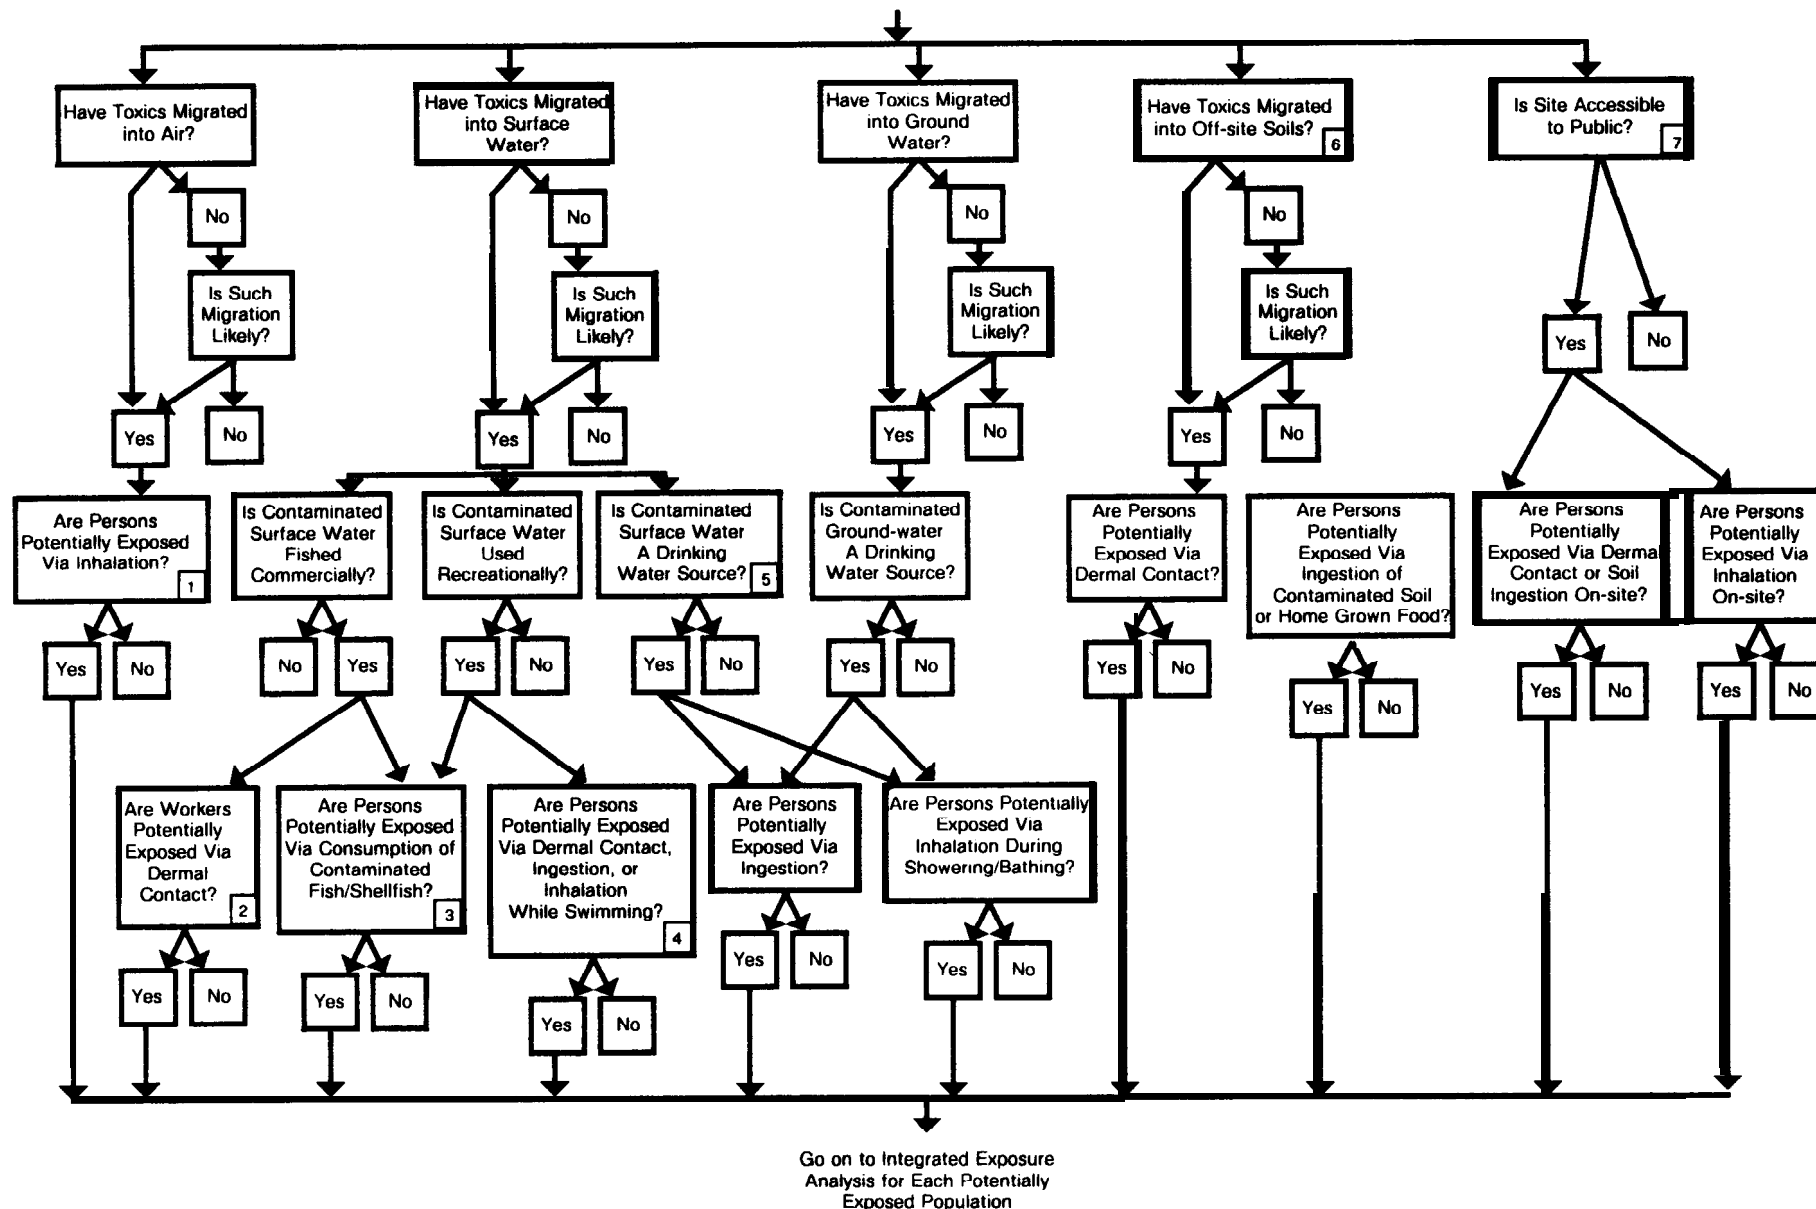 Have Toxics Migrated
into Air?
Have Toxics Migrated
into Surface
Water?
Have Toxics Migrated
into Ground
Water?
Have Toxics Migrated
into Off-site Soils?
6
Is Site Accessible
to Public?
7
No
No
No
No
Is Such
Migration
Likely?
Is Such
Migration
Likely?
Is Such
Migration
Likely?
Is Such
Migration
Likely?
Yes
No
Yes
No
Yes
No
Yes
No
Yes
No
Are Persons
Potentially Exposed
Via Inhalation?
1
Is Contaminated
Surface Water
Fished
Commercially?
Is Contaminated
Surface Water
Used
Recreationally?
Is Contaminated
Surface Water
A Drinking
Water Source?
5
Is Contaminated
Ground-water
A Drinking
Water Source?
Are Persons
Potentially
Exposed Via
Dermal Contact?
Are Persons
Potentially
Exposed Via
Ingestion of
Contaminated Soil
or Home Grown Food?
Are Persons
Potentially
Exposed Via Dermal
Contact or Soil
Ingestion On-site?
Are Persons
Potentially
Exposed Via
Inhalation
On-site?
Yes
No
No
Yes
Yes
No
Yes
No
Yes
No
Yes
No
Yes
No
Yes
No
Yes
No
Are Workers
Potentially
Exposed Via
Dermal
Contact?
2
Are Persons
Potentially Exposed
Via Consumption of
Contaminated
Fish/Shellfish?
3
Are Persons
Potentially Exposed
Via Dermal Contact,
Ingestion, or
Inhalation
While Swimming?
4
Are Persons
Potentially
Exposed Via
Ingestion?
Are Persons Potentially
Exposed Via
Inhalation During
Showering/Bathing?
Yes
No
Yes
No
Yes
No
Yes
No
Yes
No
Go on to Integrated Exposure
Analysis for Each Potentially
Exposed Population